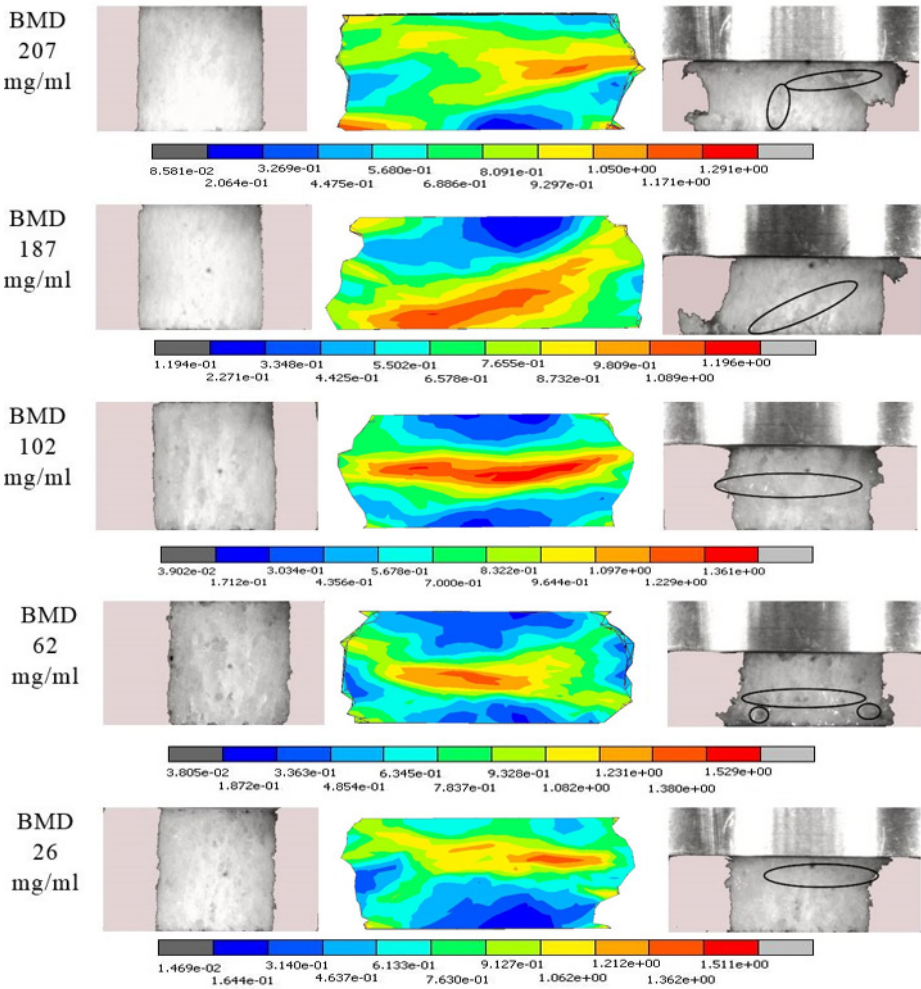 BMD
207
mg/ml
8.581e-02 3.269e-01 5.680e-01 8.091e-01 1.050e+00 1.291e+00
2.064e-01 4.475e-01 6.886e-01 9.297e-01 1.171e+00
BMD
187
mg/ml
1.194e-01 3.348e-01 5.502e-01 7.655e-01 9.809e-01 1.196e+00
2.271e-01 4.425e-01 6.578e-01 8.732e-01 1.089e+00
BMD
102
mg/ml
3.902e-02 3.034e-01 5.678e-01 8.322e-01 1.097e+00 1.361e+00
1.712e-01 4.356e-01 7.000e-01 9.644e-01 1.229e+00
BMD
62
mg/ml
3.805e-02 3.363e-01 6.345e-01 9.328e-01 1.231e+00 1.529e+00
1.872e-01 4.854e-01 7.837e-01 1.082e+00 1.380e+00
BMD
26
mg/ml
1.469e-02 3.140e-01 6.133e-01 9.127e-01 1.212e+00 1.511e+00
1.644e-01 4.637e-01 7.630e-01 1.062e+00 1.362e+00